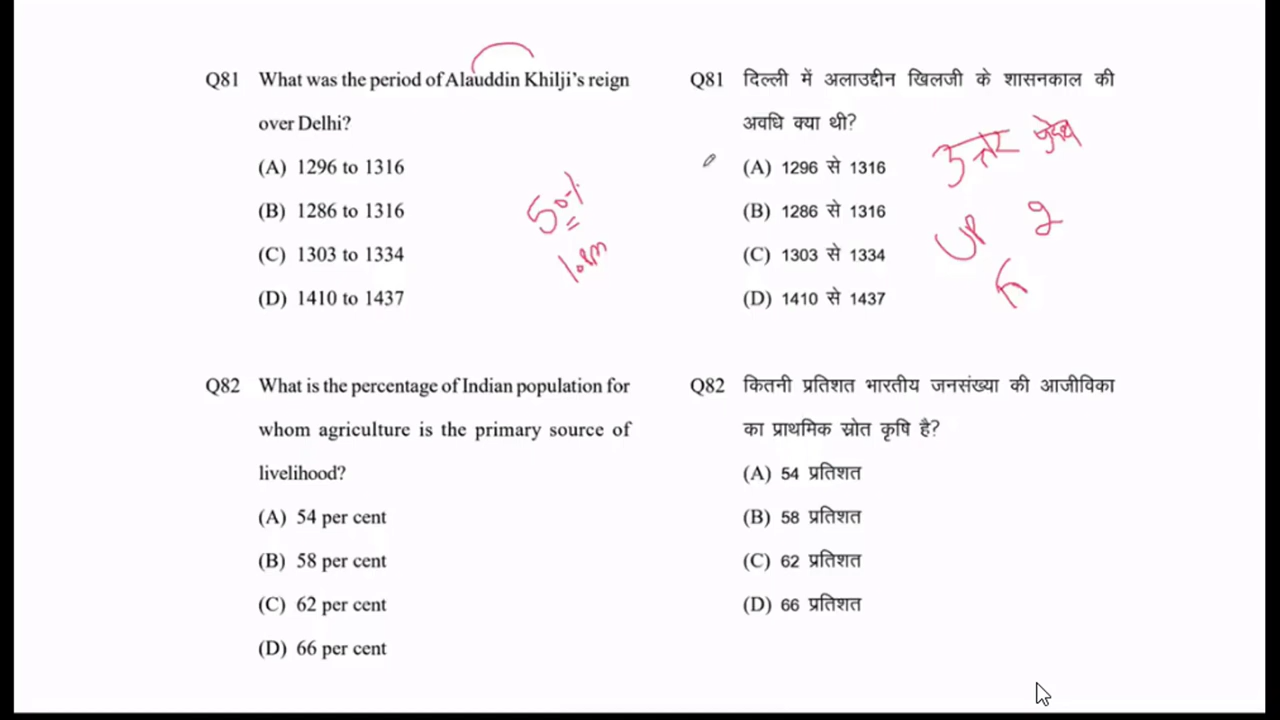 Q81 What was the period of Alauddin Khilji's reign
over Delhi?
(A) 1296 to 1316
(B) 1286 to 1316
(C) 1303 to 1334
(D) 1410 to 1437
50%
Q82 What is the percentage of Indian population for
whom agriculture is the primary source of
livelihood?
(A) 54 per cent
(B) 58 per cent
(C) 62 per cent
(D) 66 per cent
Q81 दिल्ली में अलाउद्दीन खिलजी के शासनकाल की
अवधि क्या थी?
(A) 1296 से 1316
(B) 1286 से 1316
(C) 1303 से 1334
(D) 1410 से 1437
उत्तर प्रदेश
UP 2
Q82 कितनी प्रतिशत भारतीय जनसंख्या की आजीविका
का प्राथमिक स्रोत कृषि है?
(A) 54 प्रतिशत
(B) 58 प्रतिशत
(C) 62 प्रतिशत
(D) 66 प्रतिशत